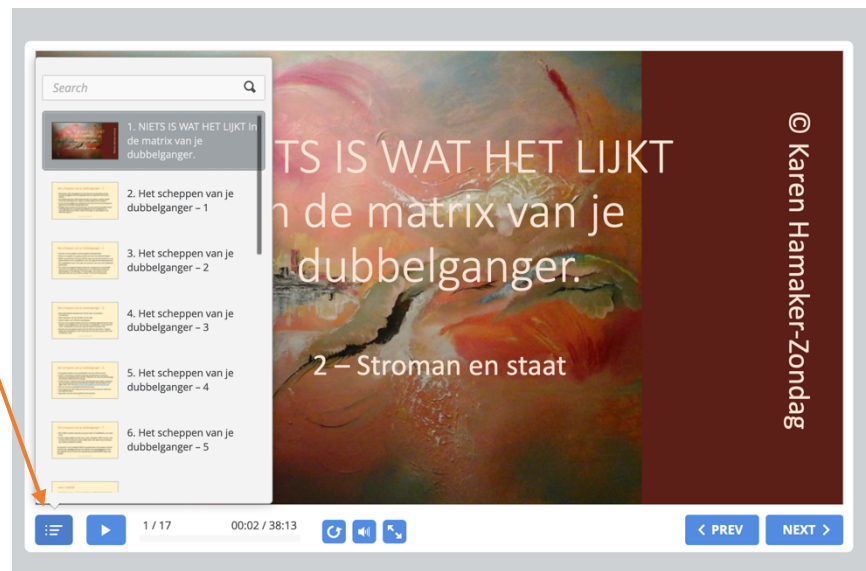 Search
1. NIETS IS WAT HET LIJKT In
de matrix van je
dubbelganger.
2. Het scheppen van je
dubbelganger – 1
3. Het scheppen van je
dubbelganger – 2
4. Het scheppen van je
dubbelganger – 3
5. Het scheppen van je
dubbelganger – 4
6. Het scheppen van je
dubbelganger – 5
TS IS WAT HET LIJKT
n de matrix van je
dubbelganger.
2 – Stroman en staat
© Karen Hamaker-Zondag
1 / 17
00:02 / 38:13
< PREV
NEXT >